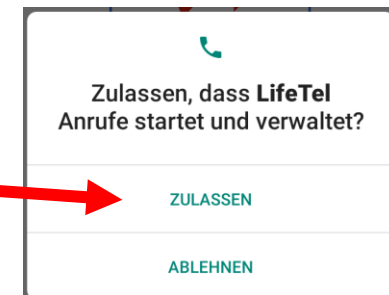 Zulassen, dass LifeTel
Anrufe startet und verwaltet?
ZULASSEN
ABLEHNEN